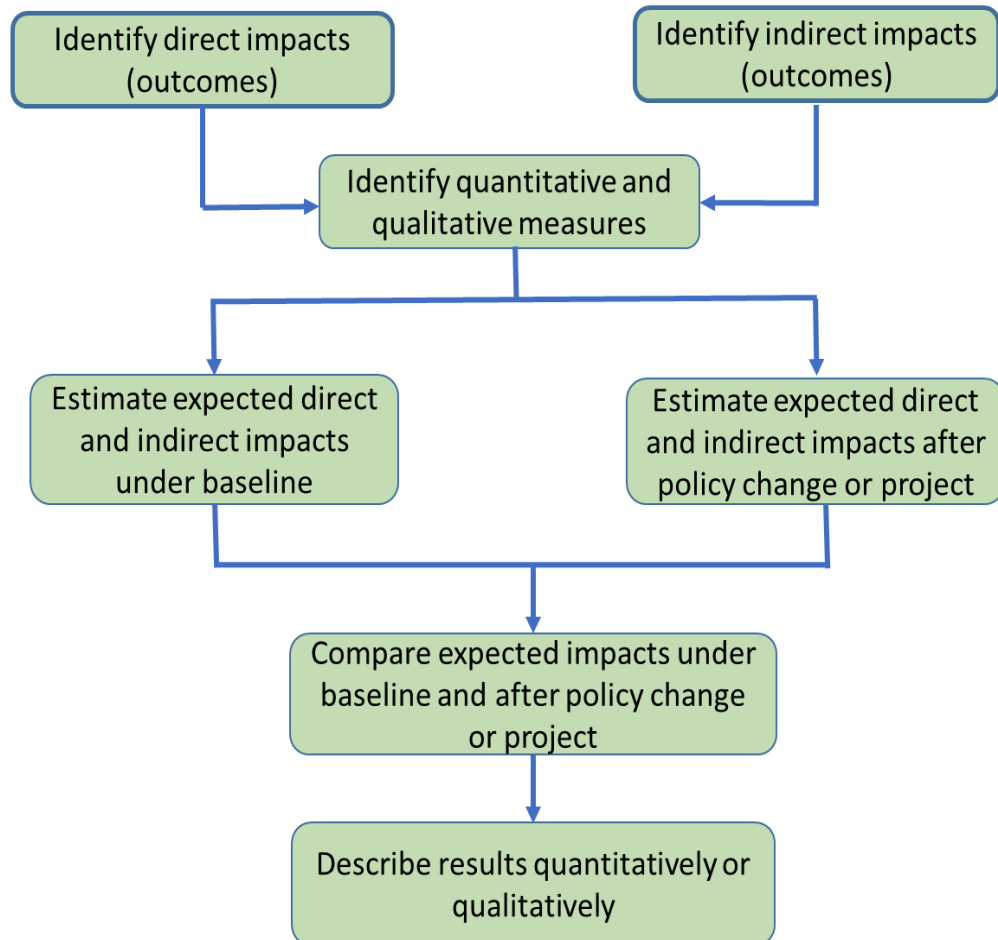 Identify direct impacts
(outcomes)
Identify indirect impacts
(outcomes)
Identify quantitative and
qualitative measures
Estimate expected direct
and indirect impacts
under baseline
Estimate expected direct
and indirect impacts after
policy change or project
Compare expected impacts under
baseline and after policy change
or project
Describe results quantitatively or
qualitatively